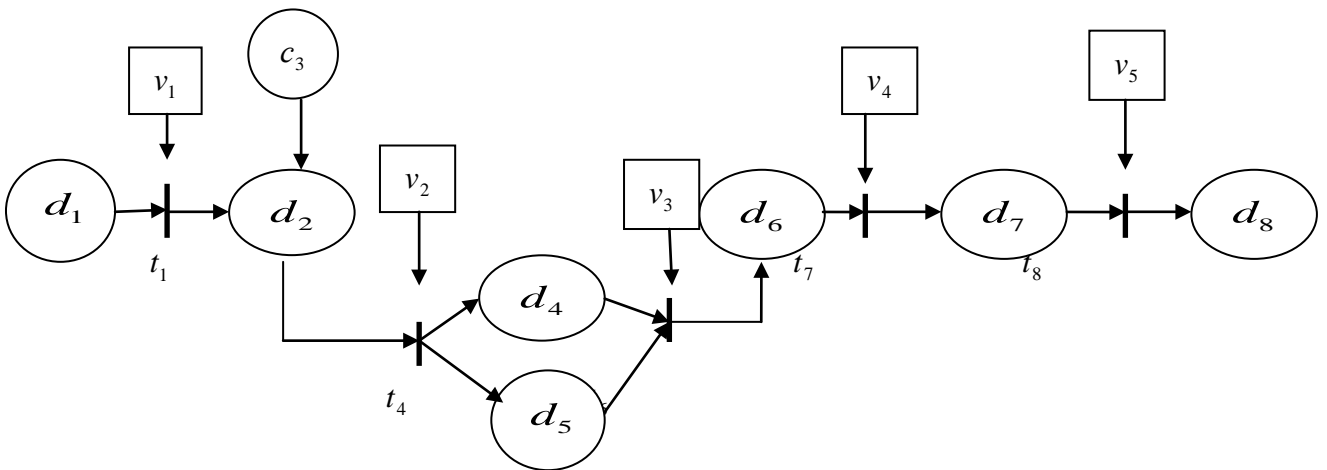 c₃
v₁
v₄
v₅
v₂
v₃
d₁
d₂
d₆
d₇
d₈
t₁
t₇
t₈
d₄
t₄
d₅